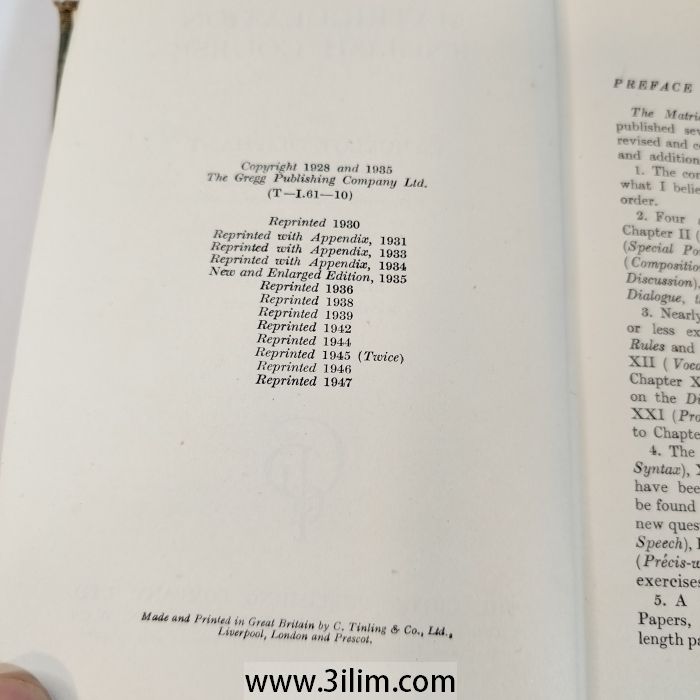 Copyright 1928 and 1935
The Gregg Publishing Company Ltd.
(T—I.61—10)
Reprinted 1930
Reprinted with Appendix, 1931
Reprinted with Appendix, 1933
Reprinted with Appendix, 1934
New and Enlarged Edition, 1935
Reprinted 1936
Reprinted 1938
Reprinted 1939
Reprinted 1942
Reprinted 1944
Reprinted 1945 (Twice)
Reprinted 1946
Reprinted 1947
Made and Printed in Great Britain by C. Tinling & Co., Ltd.,
Liverpool, London and Prescot.
PREFACE
The Matri
published sev
revised and c
and addition
1. The con
what I belie
order.
2. Four
Chapter II (
(Special Po
(Composition
Discussion),
Dialogue, t
3. Nearly
or less ex
Rules and
XII (Voca
Chapter X
on the Di
XXI (Pro
to Chapte
4. The
Syntax), X
have bee
be found
new ques
Speech),
(Précis-w
exercises
5. A
Papers,
length pa
www.3ilim.com